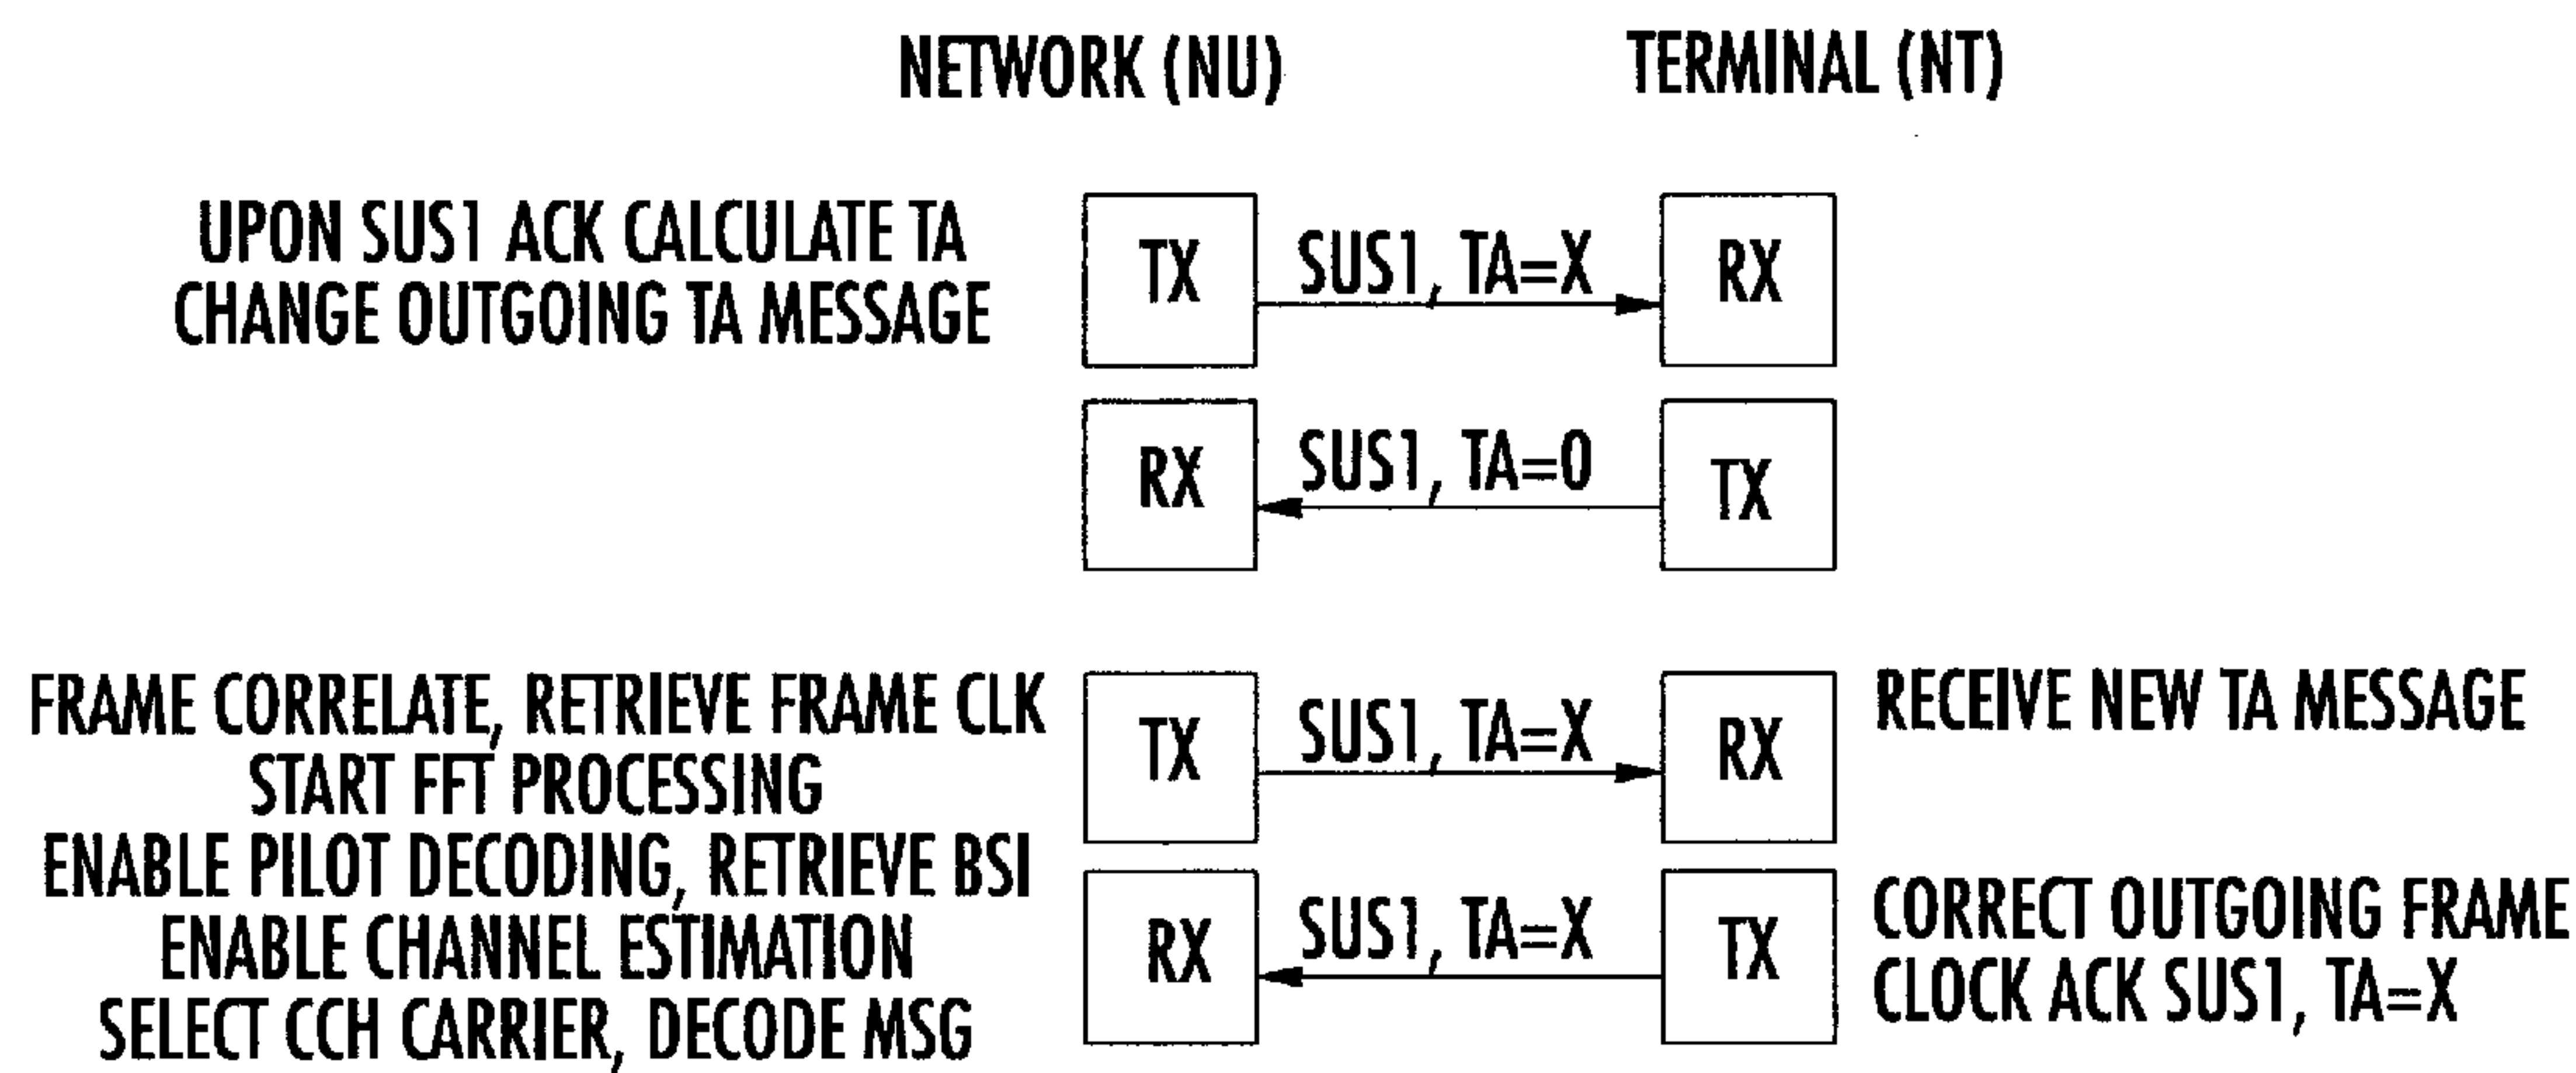 NETWORK (NU)
TERMINAL (NT)
UPON SUS1 ACK CALCULATE TA
CHANGE OUTGOING TA MESSAGE
TX
SUS1, TA=X
RX
RX
SUS1, TA=0
TX
FRAME CORRELATE, RETRIEVE FRAME CLK
START FFT PROCESSING
ENABLE PILOT DECODING, RETRIEVE BSI
ENABLE CHANNEL ESTIMATION
SELECT CCH CARRIER, DECODE MSG
TX
SUS1, TA=X
RX
RECEIVE NEW TA MESSAGE
RX
SUS1, TA=X
TX
CORRECT OUTGOING FRAME
CLOCK ACK SUS1, TA=X